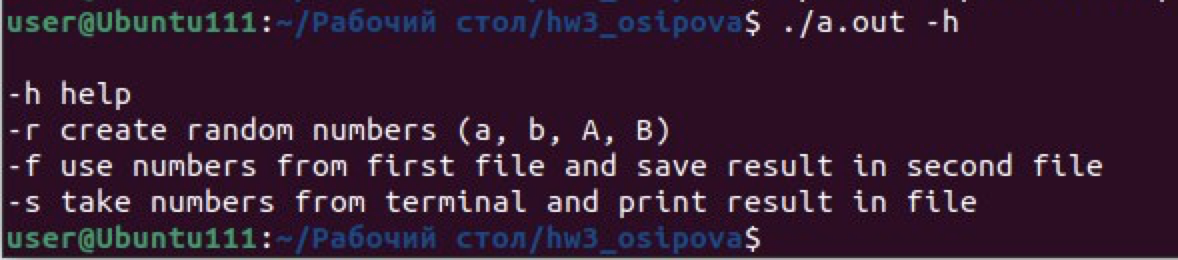 user@Ubuntu111:~/Рабочий стол/hw3_osipova$ ./a.out -h
-h help
-r create random numbers (a, b, A, B)
-f use numbers from first file and save result in second file
-s take numbers from terminal and print result in file
user@Ubuntu111:~/Рабочий стол/hw3_osipova$